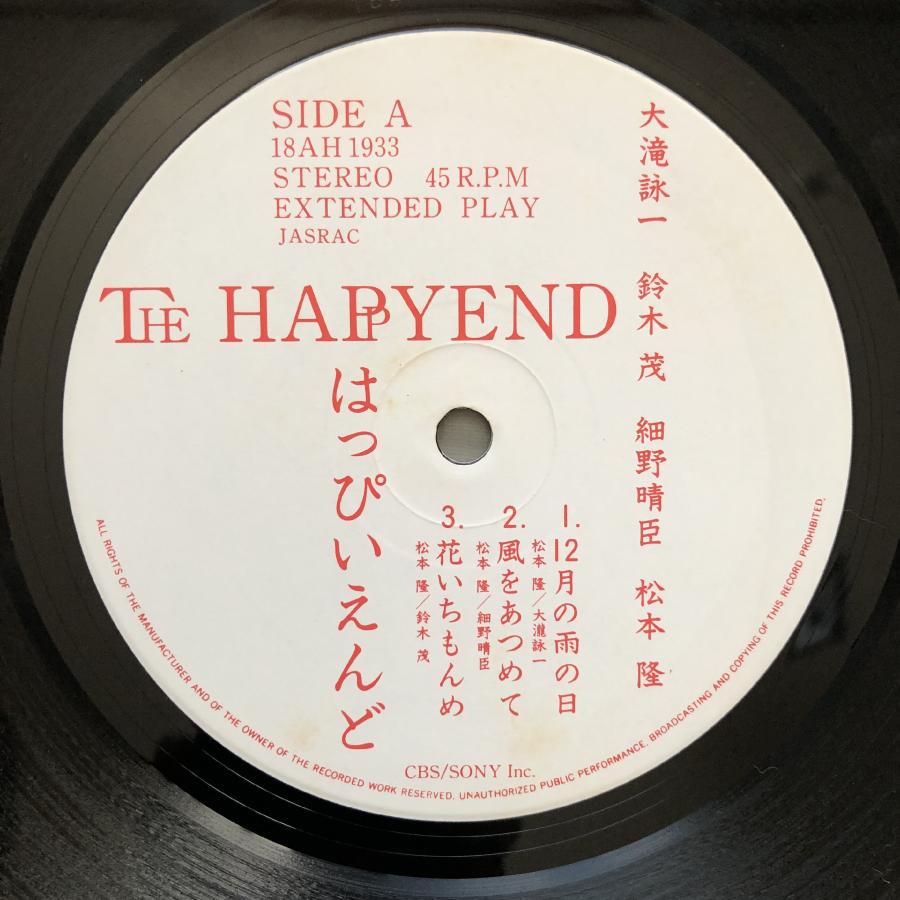 SIDE A
18AH 1933
STEREO 45 R.P.M
EXTENDED PLAY
JASRAC
THE HAPPYEND
はっぴいえんど
大滝詠一 鈴木茂 細野晴臣 松本隆
1. 12月の雨の日
松本 隆/大瀧詠一
2. 風をあつめて
松本 隆/細野晴臣
3. 花いちもんめ
松本 隆/鈴木 茂
CBS/SONY Inc.
ALL RIGHTS OF THE MANUFACTURER AND OF THE OWNER OF THE RECORDED WORK RESERVED. UNAUTHORIZED PUBLIC PERFORMANCE, BROADCASTING AND COPYING OF THIS RECORD PROHIBITED.